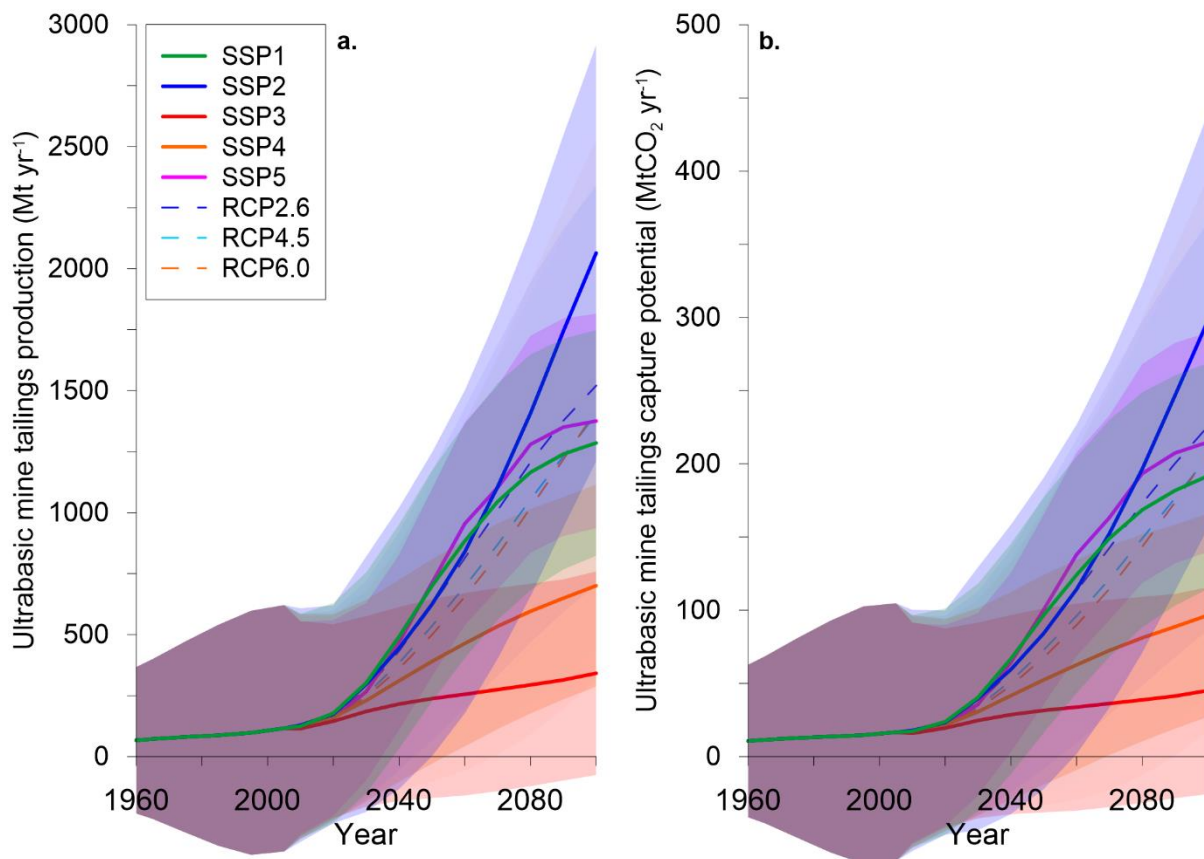 a.
Ultrabasic mine tailings production (Mt yr⁻¹)
3000
2500
2000
1500
1000
500
0
1960
2000
2040
2080
Year
SSP1
SSP2
SSP3
SSP4
SSP5
RCP2.6
RCP4.5
RCP6.0
b.
Ultrabasic mine tailings capture potential (MtCO₂ yr⁻¹)
500
400
300
200
100
0
1960
2000
2040
2080
Year